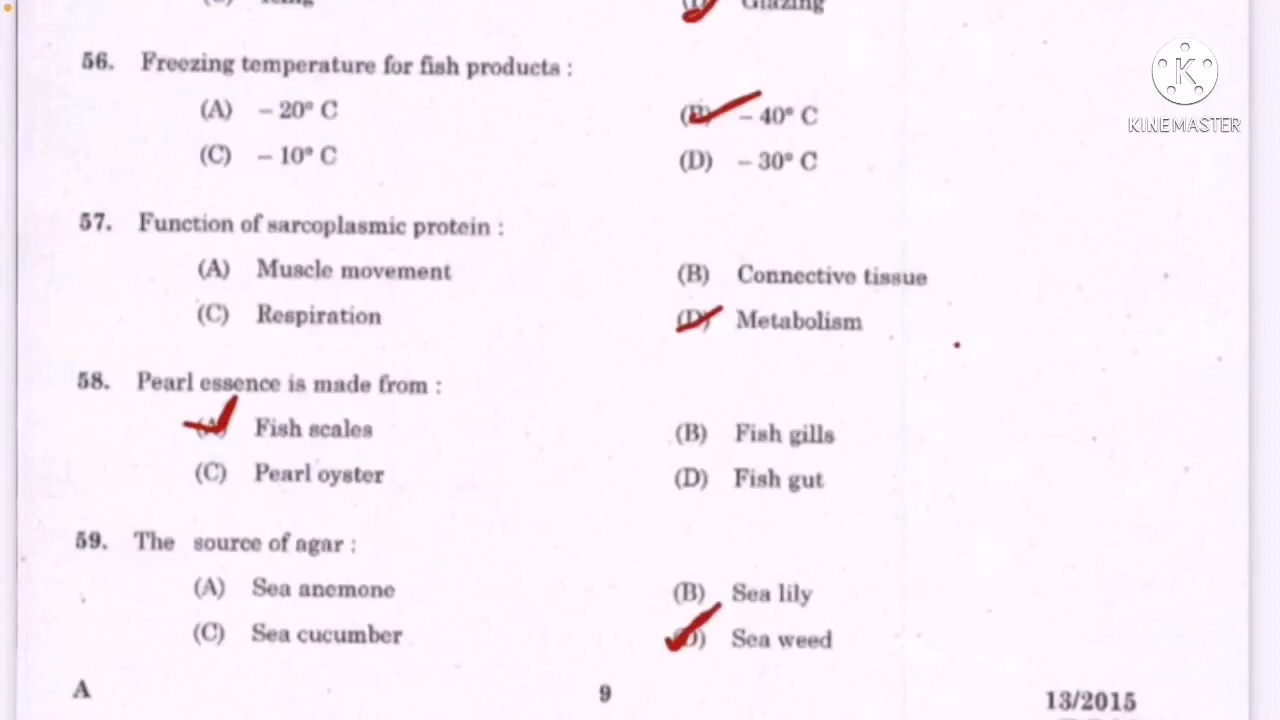 Glazing
56. Freezing temperature for fish products :
(A) – 20° C (B) – 40° C
(C) – 10° C (D) – 30° C
57. Function of sarcoplasmic protein :
(A) Muscle movement (B) Connective tissue
(C) Respiration (D) Metabolism
58. Pearl essence is made from :
(A) Fish scales (B) Fish gills
(C) Pearl oyster (D) Fish gut
59. The source of agar :
(A) Sea anemone (B) Sea lily
(C) Sea cucumber (D) Sea weed
A 9 13/2015
K
KINEMASTER